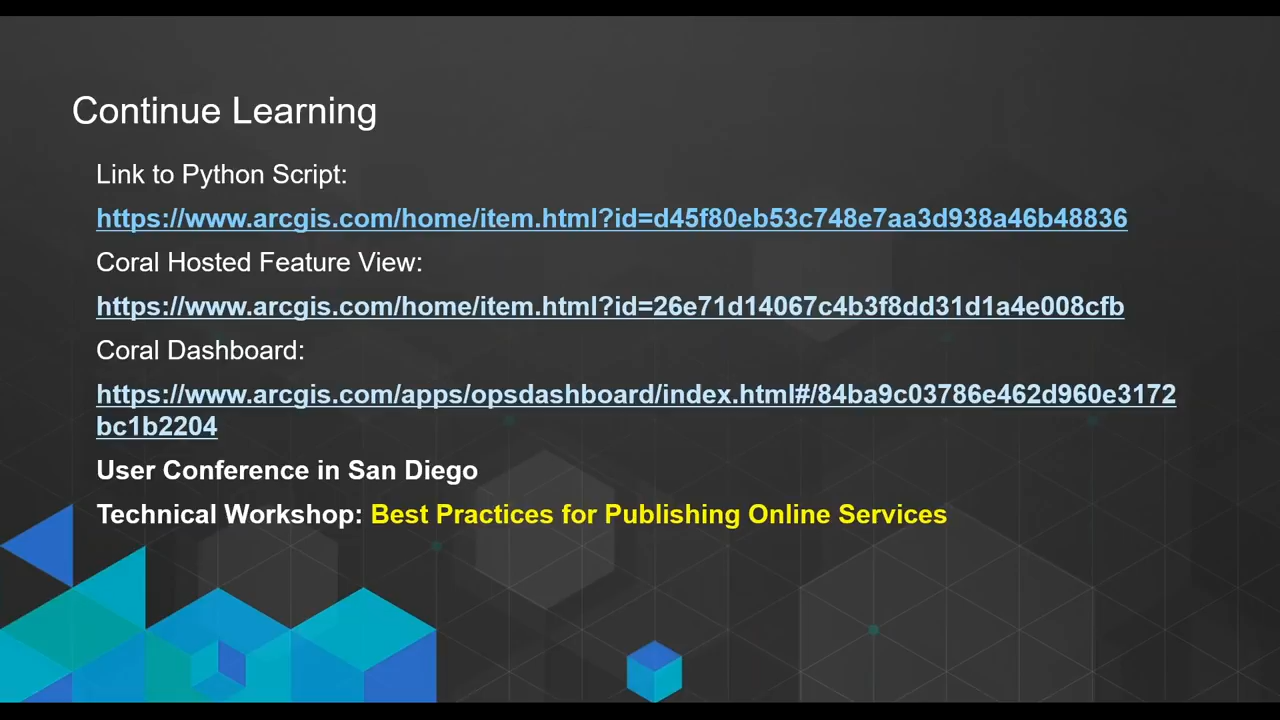 Continue Learning
Link to Python Script:
https://www.arcgis.com/home/item.html?id=d45f80eb53c748e7aa3d938a46b48836
Coral Hosted Feature View:
https://www.arcgis.com/home/item.html?id=26e71d14067c4b3f8dd31d1a4e008cfb
Coral Dashboard:
https://www.arcgis.com/apps/opsdashboard/index.html#/84ba9c03786e462d960e3172
bc1b2204
User Conference in San Diego
Technical Workshop: Best Practices for Publishing Online Services